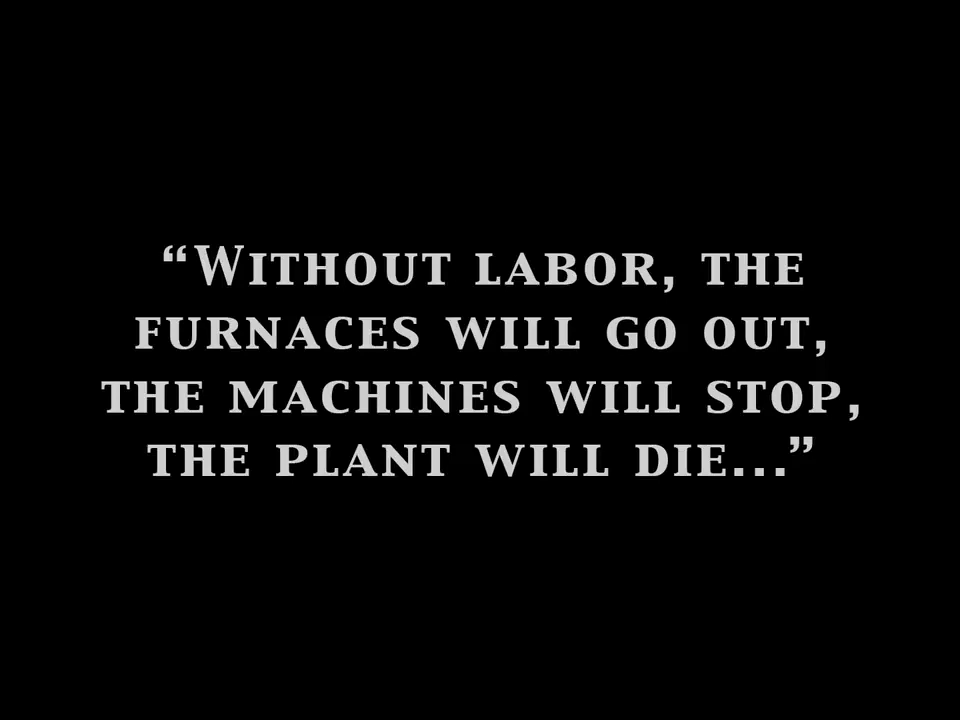 “Without labor, the
furnaces will go out,
the machines will stop,
the plant will die...”